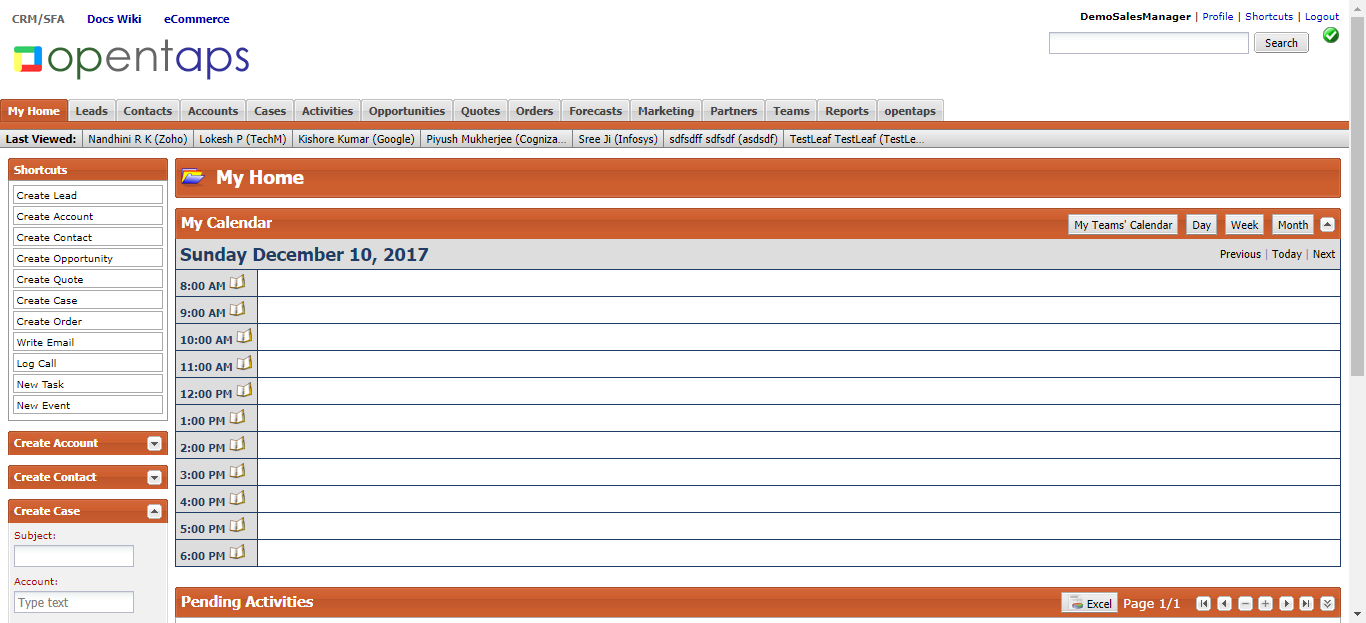 CRM/SFA Docs Wiki eCommerce
DemoSalesManager | Profile | Shortcuts | Logout
opentaps
Search
My Home Leads Contacts Accounts Cases Activities Opportunities Quotes Orders Forecasts Marketing Partners Teams Reports opentaps
Last Viewed: Nandhini R K (Zoho) Lokesh P (TechM) Kishore Kumar (Google) Piyush Mukherjee (Cogniza... Sree Ji (Infosys) sdfsdff sdfsdf (asdsdf) TestLeaf TestLeaf (TestLe...
Shortcuts
Create Lead
Create Account
Create Contact
Create Opportunity
Create Quote
Create Case
Create Order
Write Email
Log Call
New Task
New Event
Create Account
Create Contact
Create Case
Subject:
Account:
Type text
My Home
My Calendar
My Teams' Calendar Day Week Month
Sunday December 10, 2017
Previous | Today | Next
8:00 AM
9:00 AM
10:00 AM
11:00 AM
12:00 PM
1:00 PM
2:00 PM
3:00 PM
4:00 PM
5:00 PM
6:00 PM
Pending Activities
Excel Page 1/1